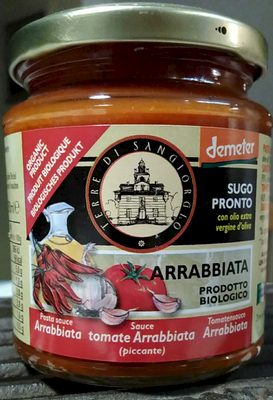 ORGANIC
PRODUCT
PRODUIT BIOLOGIQUE
BIOLOGISCHES PRODUKT
demeter
TERRE DI SANGIORGIO
SUGO
PRONTO
con olio extra
vergine d'oliva
ARRABBIATA
PRODOTTO
BIOLOGICO
Pasta sauce
Arrabbiata
Sauce
tomate Arrabbiata
(piccante)
Tomatensauce
Arrabbiata